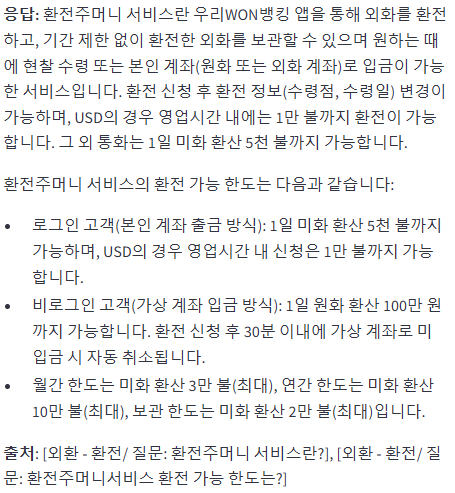 응답: 환전주머니 서비스란 우리WON뱅킹 앱을 통해 외화를 환전
하고, 기간 제한 없이 환전한 외화를 보관할 수 있으며 원하는 때
에 현찰 수령 또는 본인 계좌(원화 또는 외화 계좌)로 입금이 가능
한 서비스입니다. 환전 신청 후 환전 정보(수령점, 수령일) 변경이
가능하며, USD의 경우 영업시간 내에는 1만 불까지 환전이 가능
합니다. 그 외 통화는 1일 미화 환산 5천 불까지 가능합니다.
환전주머니 서비스의 환전 가능 한도는 다음과 같습니다:
• 로그인 고객(본인 계좌 출금 방식): 1일 미화 환산 5천 불까지
가능하며, USD의 경우 영업시간 내 신청은 1만 불까지 가능
합니다.
• 비로그인 고객(가상 계좌 입금 방식): 1일 원화 환산 100만 원
까지 가능합니다. 환전 신청 후 30분 이내에 가상 계좌로 미
입금 시 자동 취소됩니다.
• 월간 한도는 미화 환산 3만 불(최대), 연간 한도는 미화 환산
10만 불(최대), 보관 한도는 미화 환산 2만 불(최대)입니다.
출처: [외환 - 환전/ 질문: 환전주머니 서비스란?], [외환 - 환전/ 질
문: 환전주머니서비스 환전 가능 한도는?]